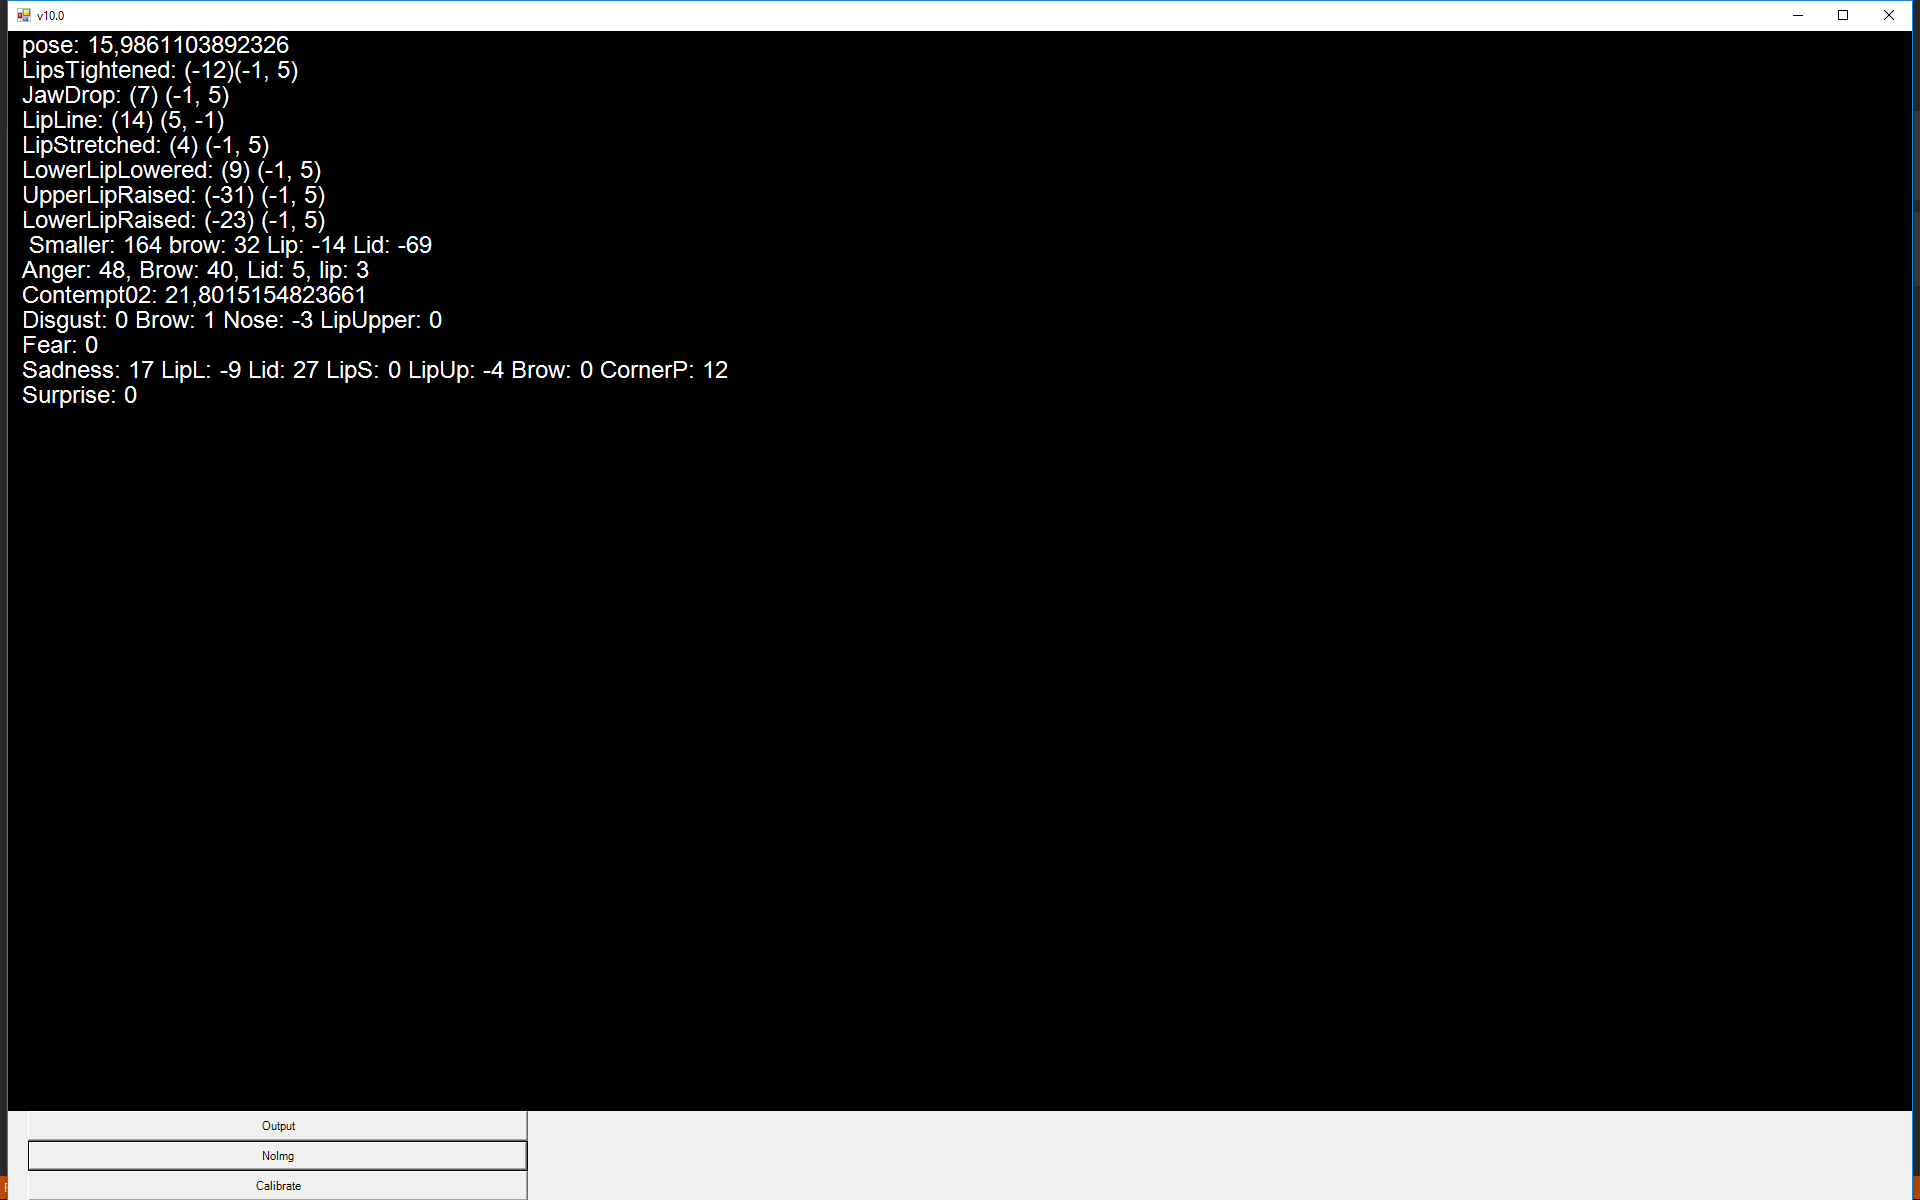 v10.0
pose: 15,9861103892326
LipsTightened: (-12)(-1, 5)
JawDrop: (7) (-1, 5)
LipLine: (14) (5, -1)
LipStretched: (4) (-1, 5)
LowerLipLowered: (9) (-1, 5)
UpperLipRaised: (-31) (-1, 5)
LowerLipRaised: (-23) (-1, 5)
Smaller: 164 brow: 32 Lip: -14 Lid: -69
Anger: 48, Brow: 40, Lid: 5, lip: 3
Contempt02: 21,8015154823661
Disgust: 0 Brow: 1 Nose: -3 LipUpper: 0
Fear: 0
Sadness: 17 LipL: -9 Lid: 27 LipS: 0 LipUp: -4 Brow: 0 CornerP: 12
Surprise: 0
Output
NoImg
Calibrate